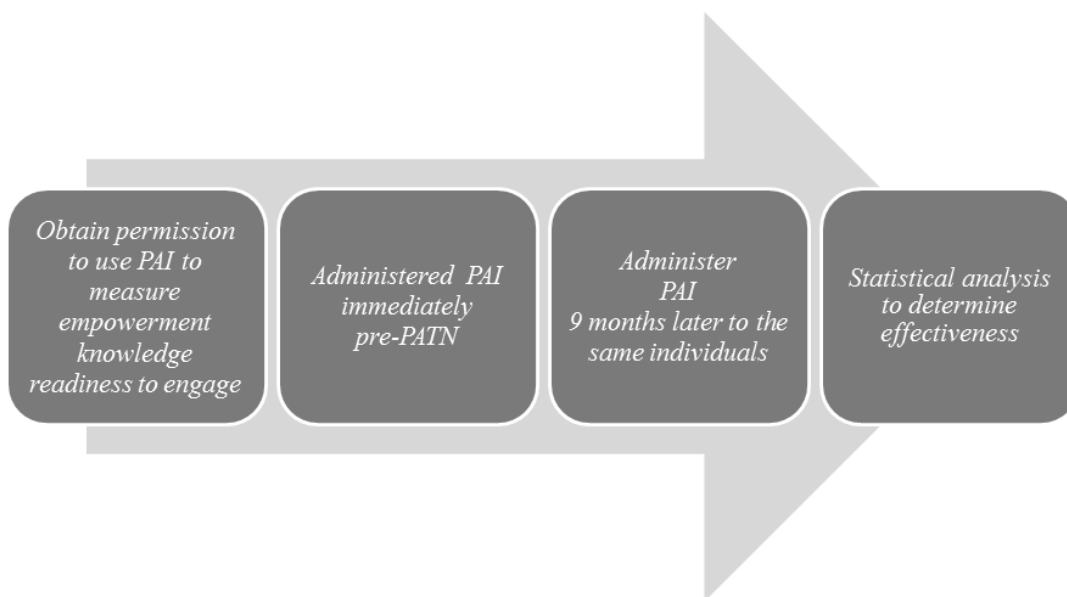 Obtain permission
to use PAI to
measure
empowerment
knowledge
readiness to engage
Administered PAI
immediately
pre-PATN
Administer
PAI
9 months later to the
same individuals
Statistical analysis
to determine
effectiveness